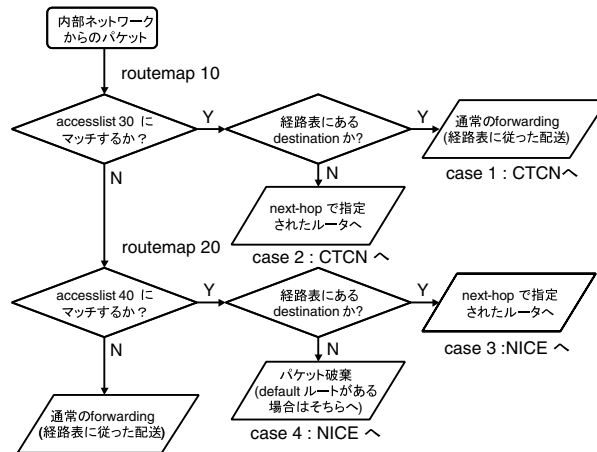 内部ネットワーク
からのパケット
routemap 10
accesslist 30 に
マッチするか？
Y
経路表にある
destination か?
Y
通常のforwarding
(経路表に従った配送)
case 1 : CTCNへ
N
N
next-hop で指定
されたルータへ
case 2 : CTCN へ
routemap 20
accesslist 40 に
マッチするか？
Y
経路表にある
destination か?
Y
next-hop で指定
されたルータへ
case 3 :NICE へ
N
N
パケット破棄
(default ルートがある
場合はそちらへ)
case 4 : NICE へ
通常のforwarding
(経路表に従った配送)